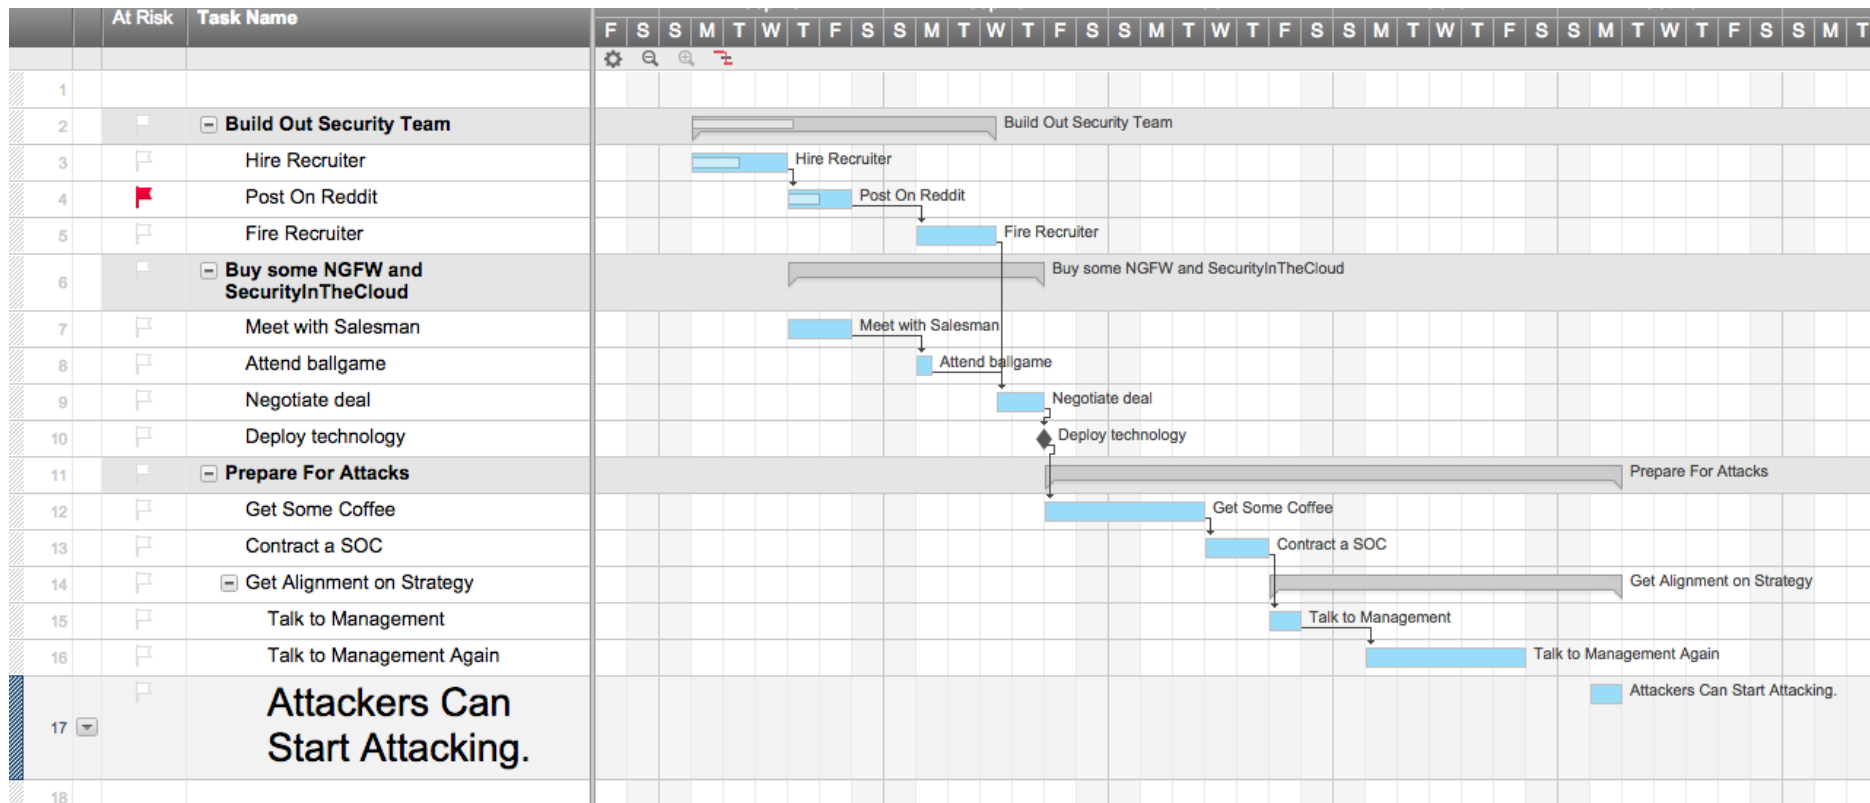 At Risk Task Name
F S S M T W T F S S M T W T F S S M T W T F S S M T W T F S S M T W T F S S M T
1
2 Build Out Security Team Build Out Security Team
3 Hire Recruiter Hire Recruiter
4 Post On Reddit Post On Reddit
5 Fire Recruiter Fire Recruiter
6 Buy some NGFW and Buy some NGFW and SecurityInTheCloud
SecurityInTheCloud
7 Meet with Salesman Meet with Salesman
8 Attend ballgame Attend ballgame
9 Negotiate deal Negotiate deal
10 Deploy technology Deploy technology
11 Prepare For Attacks Prepare For Attacks
12 Get Some Coffee Get Some Coffee
13 Contract a SOC Contract a SOC
14 Get Alignment on Strategy Get Alignment on Strategy
15 Talk to Management Talk to Management
16 Talk to Management Again Talk to Management Again
17 Attackers Can Attackers Can Start Attacking.
Start Attacking.
18